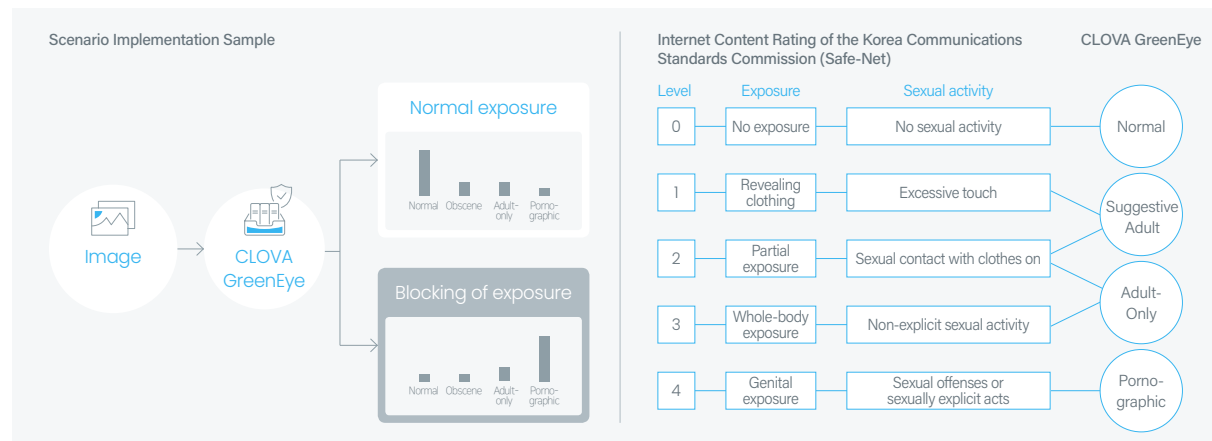 Scenario Implementation Sample
Image
CLOVA
GreenEye
Normal exposure
Normal Obscene Adult-only Porno-graphic
Blocking of exposure
Normal Obscene Adult-only Porno-graphic
Internet Content Rating of the Korea Communications
Standards Commission (Safe-Net)
CLOVA GreenEye
Level Exposure Sexual activity
0 No exposure No sexual activity Normal
1 Revealing clothing Excessive touch
Suggestive
Adult
2 Partial exposure Sexual contact with clothes on
Adult-
Only
3 Whole-body exposure Non-explicit sexual activity
4 Genital exposure Sexual offenses or sexually explicit acts
Porno-
graphic